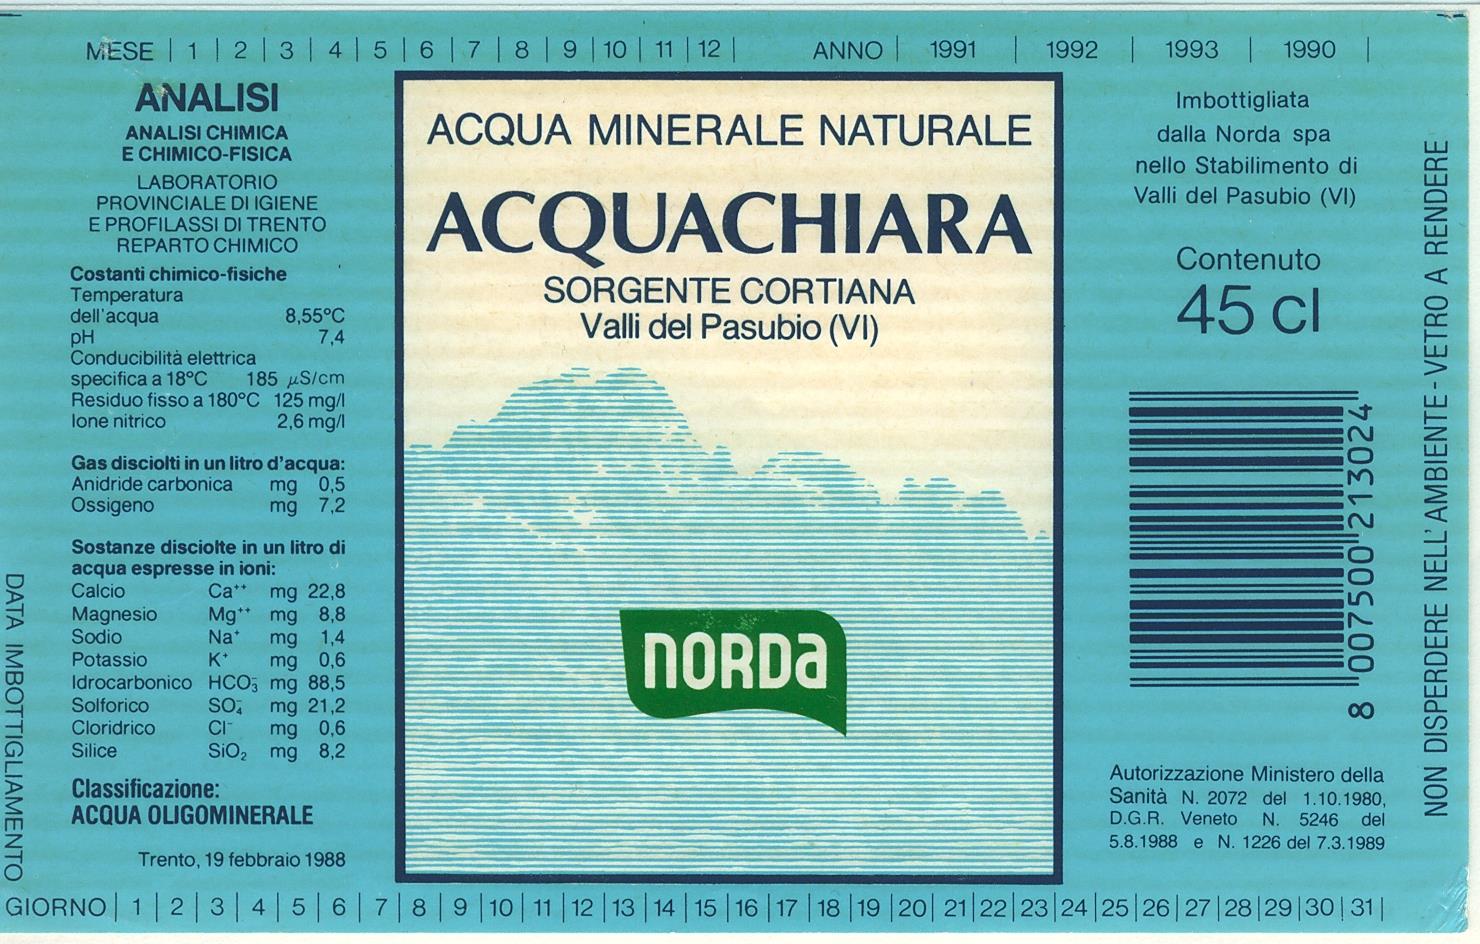 MESE | 1 | 2 | 3 | 4 | 5 | 6 | 7 | 8 | 9 | 10 | 11 | 12 | ANNO | 1991 | 1992 | 1993 | 1990 |
ANALISI
ANALISI CHIMICA
E CHIMICO-FISICA
LABORATORIO
PROVINCIALE DI IGIENE
E PROFILASSI DI TRENTO
REPARTO CHIMICO
Costanti chimico-fisiche
Temperatura
dell'acqua 8,55°C
pH 7,4
Conducibilità elettrica
specifica a 18°C 185 µS/cm
Residuo fisso a 180°C 125 mg/l
Ione nitrico 2,6 mg/l
Gas disciolti in un litro d'acqua:
Anidride carbonica mg 0,5
Ossigeno mg 7,2
Sostanze disciolte in un litro di
acqua espresse in ioni:
Calcio Ca⁺⁺ mg 22,8
Magnesio Mg⁺⁺ mg 8,8
Sodio Na⁺ mg 1,4
Potassio K⁺ mg 0,6
Idrocarbonico HCO₃⁻ mg 88,5
Solforico SO₄⁼ mg 21,2
Cloridrico Cl⁻ mg 0,6
Silice SiO₂ mg 8,2
Classificazione:
ACQUA OLIGOMINERALE
Trento, 19 febbraio 1988
DATA IMBOTTIGLIAMENTO
ACQUA MINERALE NATURALE
ACQUACHIARA
SORGENTE CORTIANA
Valli del Pasubio (VI)
NORDA
Imbottigliata
dalla Norda spa
nello Stabilimento di
Valli del Pasubio (VI)
Contenuto
45 cl
8 007500 213024
Autorizzazione Ministero della
Sanità N. 2072 del 1.10.1980,
D.G.R. Veneto N. 5246 del
5.8.1988 e N. 1226 del 7.3.1989
NON DISPERDERE NELL'AMBIENTE - VETRO A RENDERE
GIORNO | 1 | 2 | 3 | 4 | 5 | 6 | 7 | 8 | 9 | 10 | 11 | 12 | 13 | 14 | 15 | 16 | 17 | 18 | 19 | 20 | 21 | 22 | 23 | 24 | 25 | 26 | 27 | 28 | 29 | 30 | 31 |